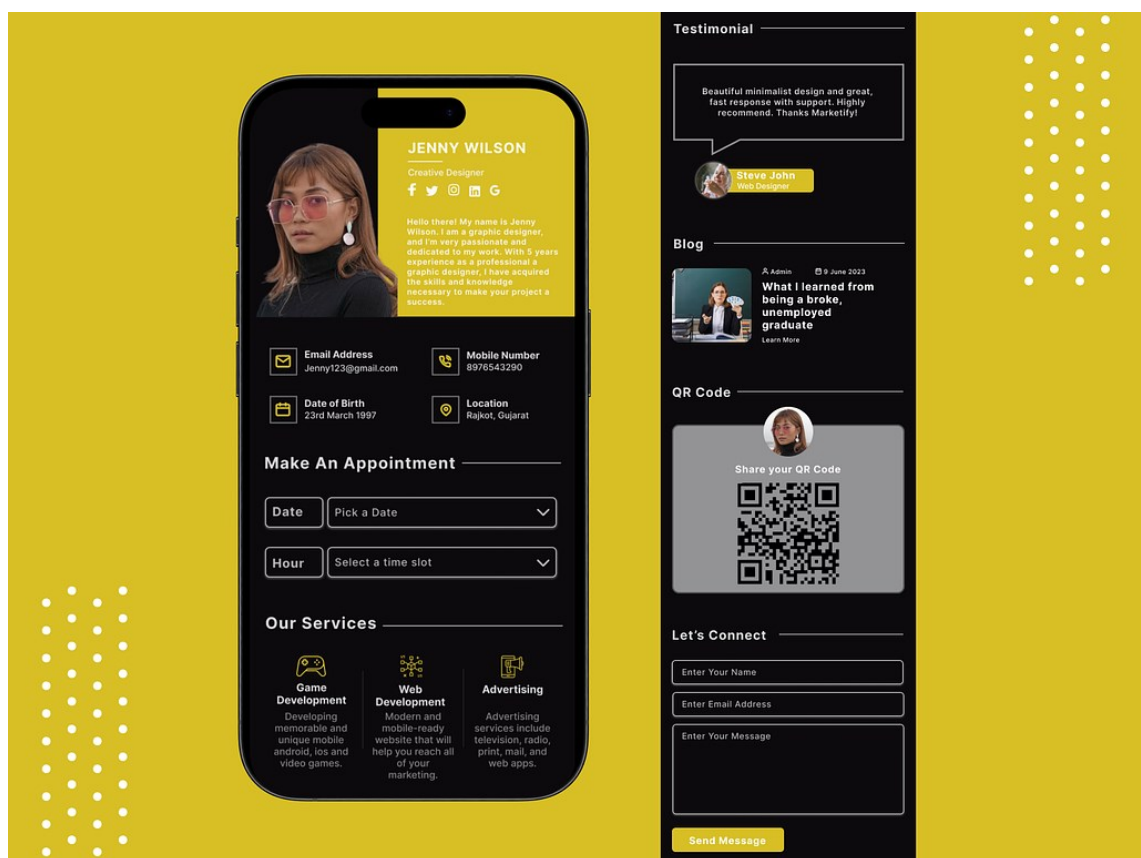 JENNY WILSON
Creative Designer
Hello there! My name is Jenny
Wilson. I am a graphic designer,
and I'm very passionate and
dedicated to my work. With 5 years
experience as a professional a
graphic designer, I have acquired
the skills and knowledge
necessary to make your project a
success.
Email Address
Jenny123@gmail.com
Mobile Number
8976543290
Date of Birth
23rd March 1997
Location
Rajkot, Gujarat
Make An Appointment
Date
Pick a Date
Hour
Select a time slot
Our Services
Game
Development
Developing
memorable and
unique mobile
android, ios and
video games.
Web
Development
Modern and
mobile-ready
website that will
help you reach all
of your
marketing.
Advertising
Advertising
services include
television, radio,
print, mail, and
web apps.
Testimonial
Beautiful minimalist design and great,
fast response with support. Highly
recommend. Thanks Marketify!
Steve John
Web Designer
Blog
Admin
9 June 2023
What I learned from
being a broke,
unemployed
graduate
Learn More
QR Code
Share your QR Code
Let's Connect
Enter Your Name
Enter Email Address
Enter Your Message
Send Message